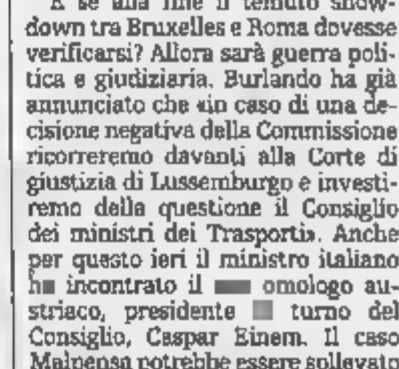 E se alla fine il temuto show-
down tra Bruxelles e Roma dovesse
verificarsi? Allora sarà guerra poli-
tica e giudiziaria. Burlando ha già
annunciato che «in caso di una de-
cisione negativa della Commissione
ricorreremo davanti alla Corte di
giustizia di Lussemburgo e investi-
remo della questione il Consiglio
dei ministri dei Trasporti». Anche
per questo ieri il ministro italiano
incontrato il omologo au-
striaco, presidente turno del
Consiglio, Caspar Einem. Il caso
Malpensa potrebbe essere sollevato